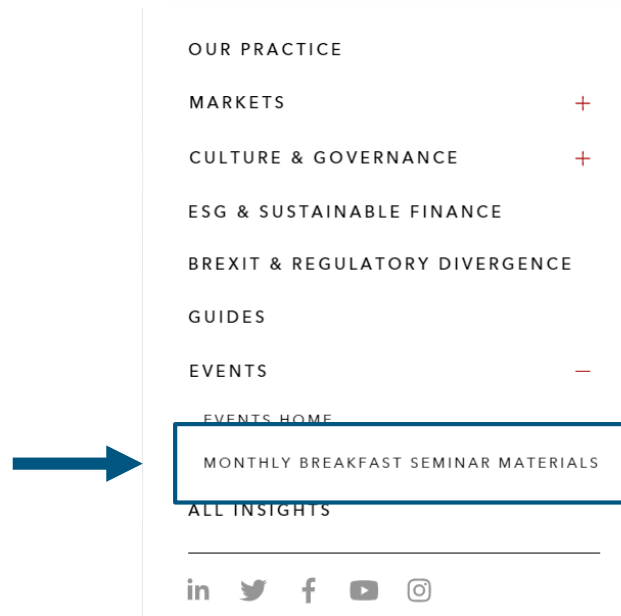 OUR PRACTICE
MARKETS +
CULTURE & GOVERNANCE +
ESG & SUSTAINABLE FINANCE
BREXIT & REGULATORY DIVERGENCE
GUIDES
EVENTS —
EVENTS HOME
MONTHLY BREAKFAST SEMINAR MATERIALS
ALL INSIGHTS